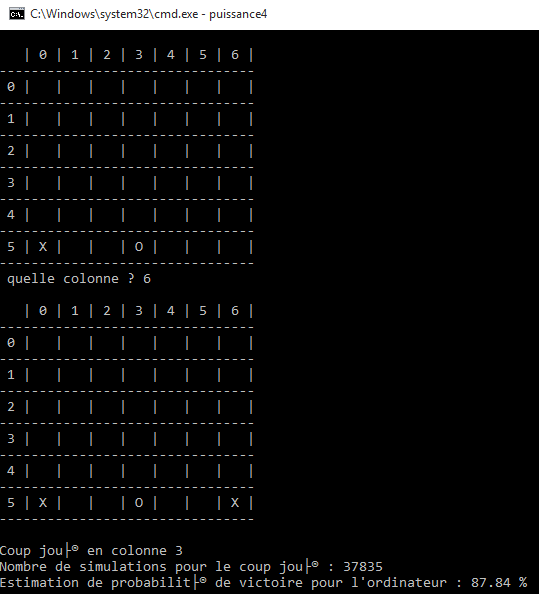 C:\Windows\system32\cmd.exe - puissance4
| 0 | 1 | 2 | 3 | 4 | 5 | 6 |
-------------------------------
0 |   |   |   |   |   |   |   |
-------------------------------
1 |   |   |   |   |   |   |   |
-------------------------------
2 |   |   |   |   |   |   |   |
-------------------------------
3 |   |   |   |   |   |   |   |
-------------------------------
4 |   |   |   |   |   |   |   |
-------------------------------
5 | X |   |   | O |   |   |   |
-------------------------------
quelle colonne ? 6
| 0 | 1 | 2 | 3 | 4 | 5 | 6 |
-------------------------------
0 |   |   |   |   |   |   |   |
-------------------------------
1 |   |   |   |   |   |   |   |
-------------------------------
2 |   |   |   |   |   |   |   |
-------------------------------
3 |   |   |   |   |   |   |   |
-------------------------------
4 |   |   |   |   |   |   |   |
-------------------------------
5 | X |   |   | O |   |   | X |
-------------------------------
Coup jou├® en colonne 3
Nombre de simulations pour le coup jou├® : 37835
Estimation de probabilit├® de victoire pour l'ordinateur : 87.84 %